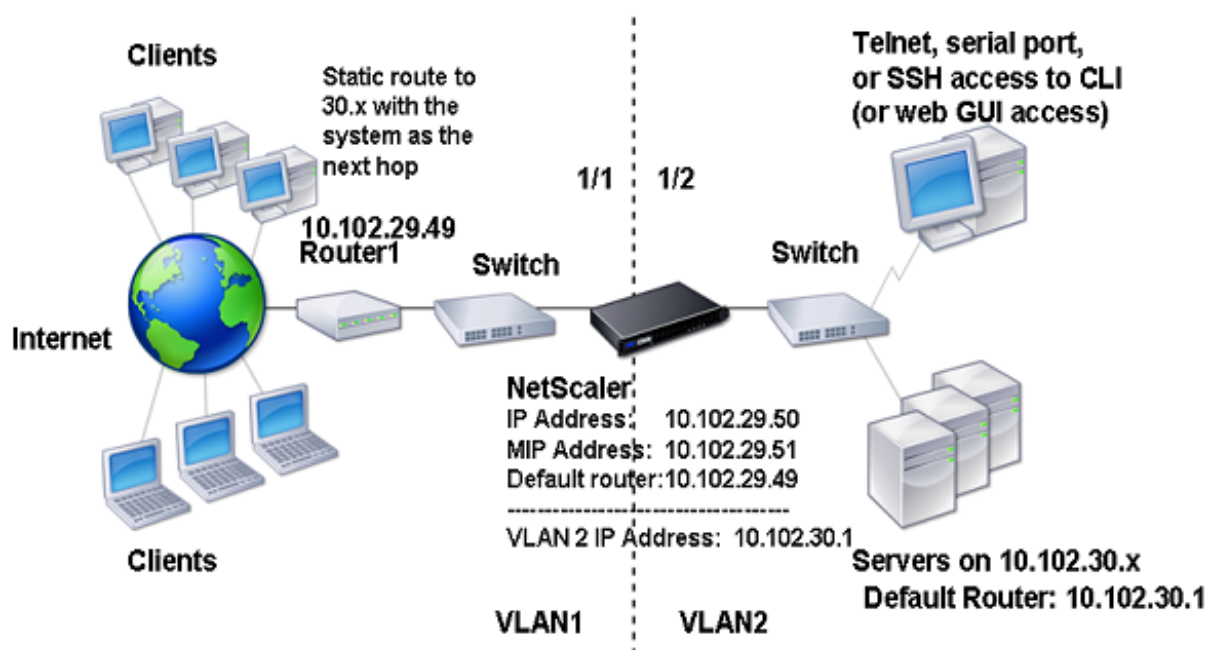 Clients
Static route to
30.x with the
system as the
next hop
10.102.29.49
Router1
Switch
Internet
Clients
1/1
1/2
NetScaler
IP Address: 10.102.29.50
MIP Address: 10.102.29.51
Default router:10.102.29.49
------------------------------------
VLAN 2 IP Address: 10.102.30.1
Telnet, serial port,
or SSH access to CLI
(or web GUI access)
Switch
Servers on 10.102.30.x
Default Router: 10.102.30.1
VLAN1
VLAN2